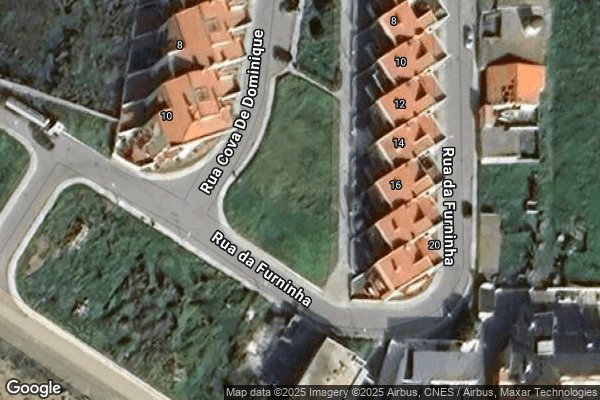 8
8
10
12
10
14
16
20
Rua Cova De Dominique
Rua da Furninha
Rua da Furninha
Google
Map data ©2025 Imagery ©2025 Airbus, CNES / Airbus, Maxar Technologies